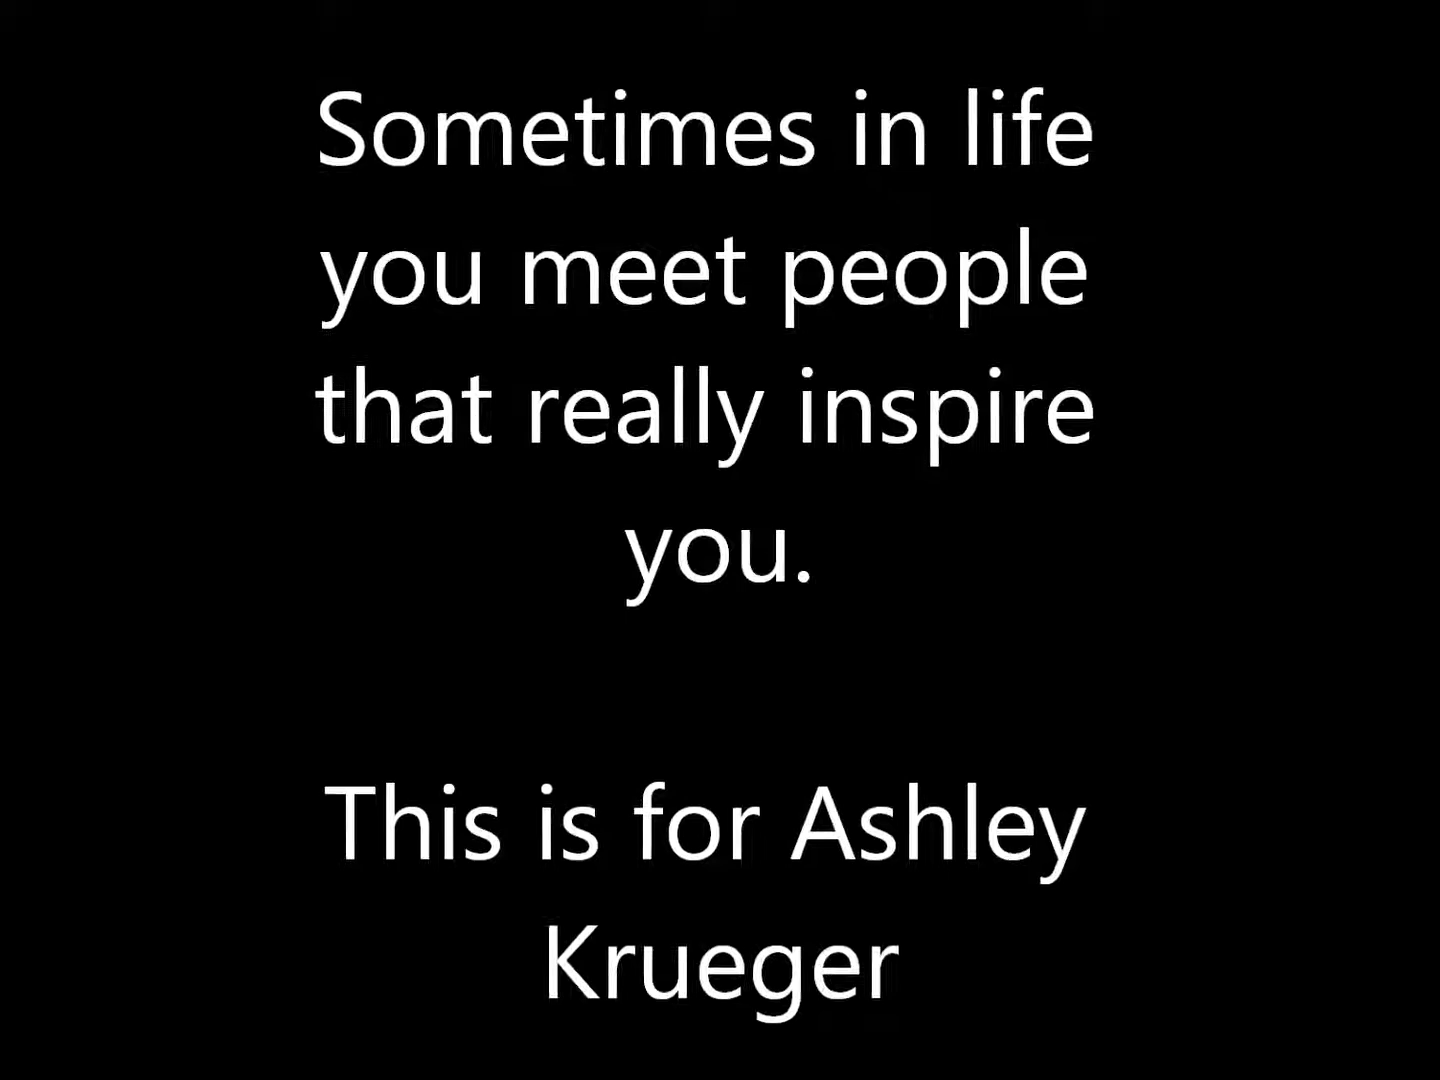 Sometimes in life
you meet people
that really inspire
you.
This is for Ashley
Krueger